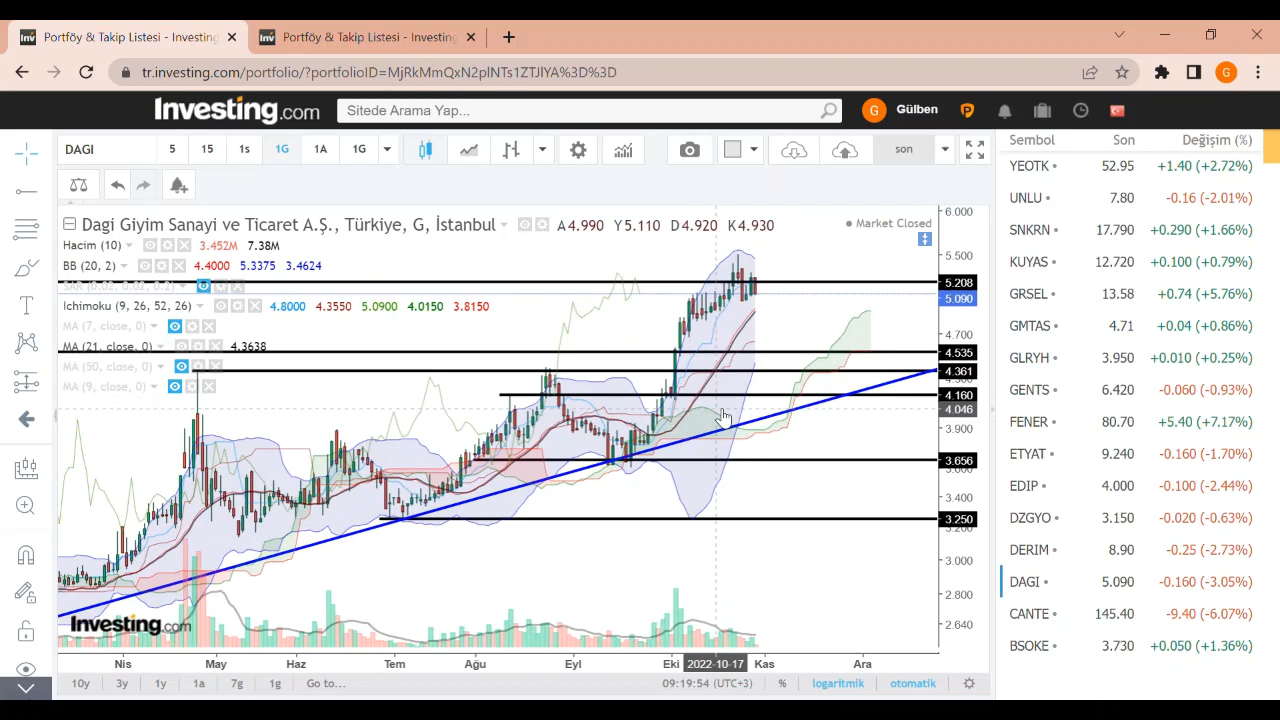 Portföy & Takip Listesi - Investing
Portföy & Takip Listesi - Investing
tr.investing.com/portfolio/?portfolioID=MjRkMmQxN2plNTs1ZTJlYA%3D%3D
G
Investing.com
Sitede Arama Yap...
G Gülben
DAGI 5 15 1s 1G 1A 1G son
Sembol Son Değişim (%)
YEOTK 52.95 +1.40 (+2.72%)
UNLU 7.80 -0.16 (-2.01%)
SNKRN 17.790 +0.290 (+1.66%)
KUYAS 12.720 +0.100 (+0.79%)
GRSEL 13.58 +0.74 (+5.76%)
GMTAS 4.71 +0.04 (+0.86%)
GLRYH 3.950 +0.010 (+0.25%)
GENTS 6.420 -0.060 (-0.93%)
FENER 80.70 +5.40 (+7.17%)
ETYAT 9.240 -0.160 (-1.70%)
EDIP 4.000 -0.100 (-2.44%)
DZGYO 3.150 -0.020 (-0.63%)
DERIM 8.90 -0.25 (-2.73%)
DAGI 5.090 -0.160 (-3.05%)
CANTE 145.40 -9.40 (-6.07%)
BSOKE 3.730 +0.050 (+1.36%)
Dagi Giyim Sanayi ve Ticaret A.Ş., Türkiye, G, İstanbul A4.990 Y5.110 D4.920 K4.930
Market Closed
Hacim (10) 3.452M 7.38M
BB (20, 2) 4.4000 5.3375 3.4624
SAR (0.02, 0.02, 0.2)
Ichimoku (9, 26, 52, 26) 4.8000 4.3550 5.0900 4.0150 3.8150
MA (7, close, 0)
MA (21, close, 0) 4.3638
MA (50, close, 0)
MA (9, close, 0)
6.000
5.500
5.208
5.090
4.700
4.535
4.361
4.160
4.046
3.900
3.656
3.400
3.250
3.000
2.800
2.640
Investing.com
Nis May Haz Tem Ağu Eyl Eki 2022-10-17 Kas Ara
10y 3y 1y 1a 7g 1g Go to... 09:19:54 (UTC+3) % logaritmik otomatik